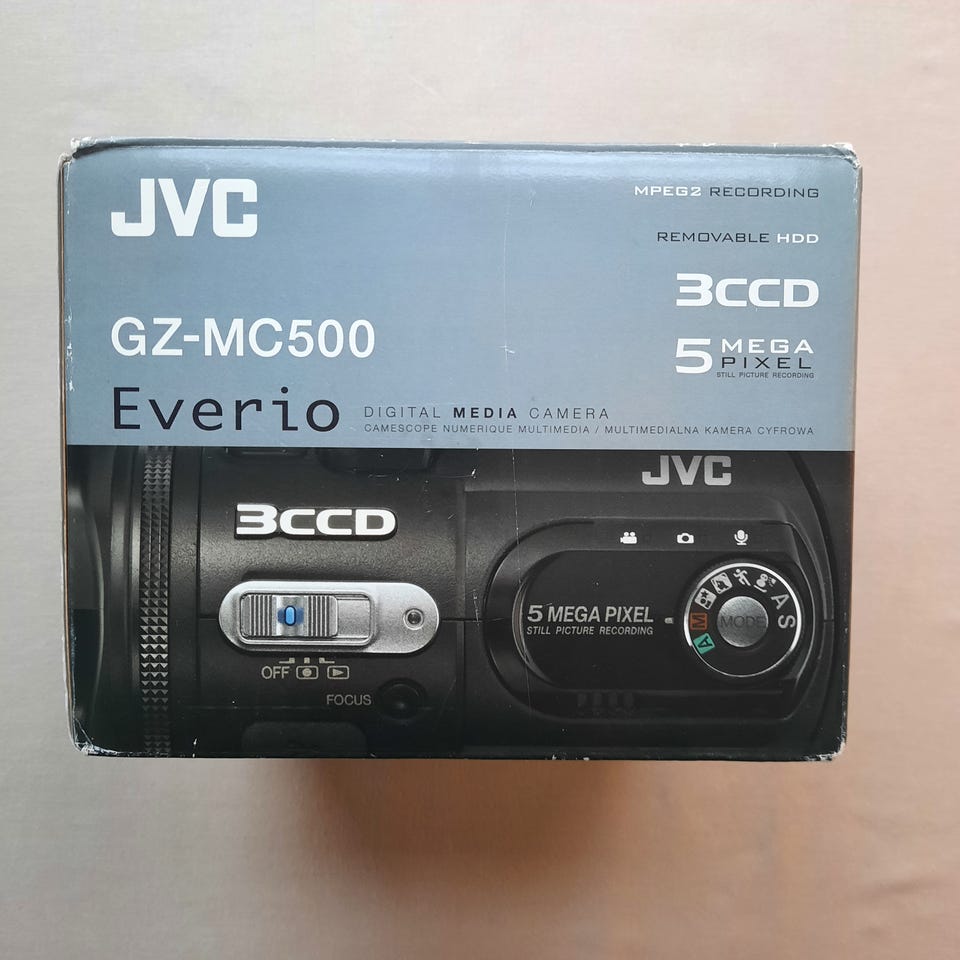 JVC
MPEG2 RECORDING
REMOVABLE HDD
3CCD
5 MEGA PIXEL
STILL PICTURE RECORDING
GZ-MC500
Everio DIGITAL MEDIA CAMERA
CAMESCOPE NUMERIQUE MULTIMEDIA / MULTIMEDIALNA KAMERA CYFROWA
JVC
3CCD
5 MEGA PIXEL
STILL PICTURE RECORDING
A M A S
MODE
OFF
FOCUS